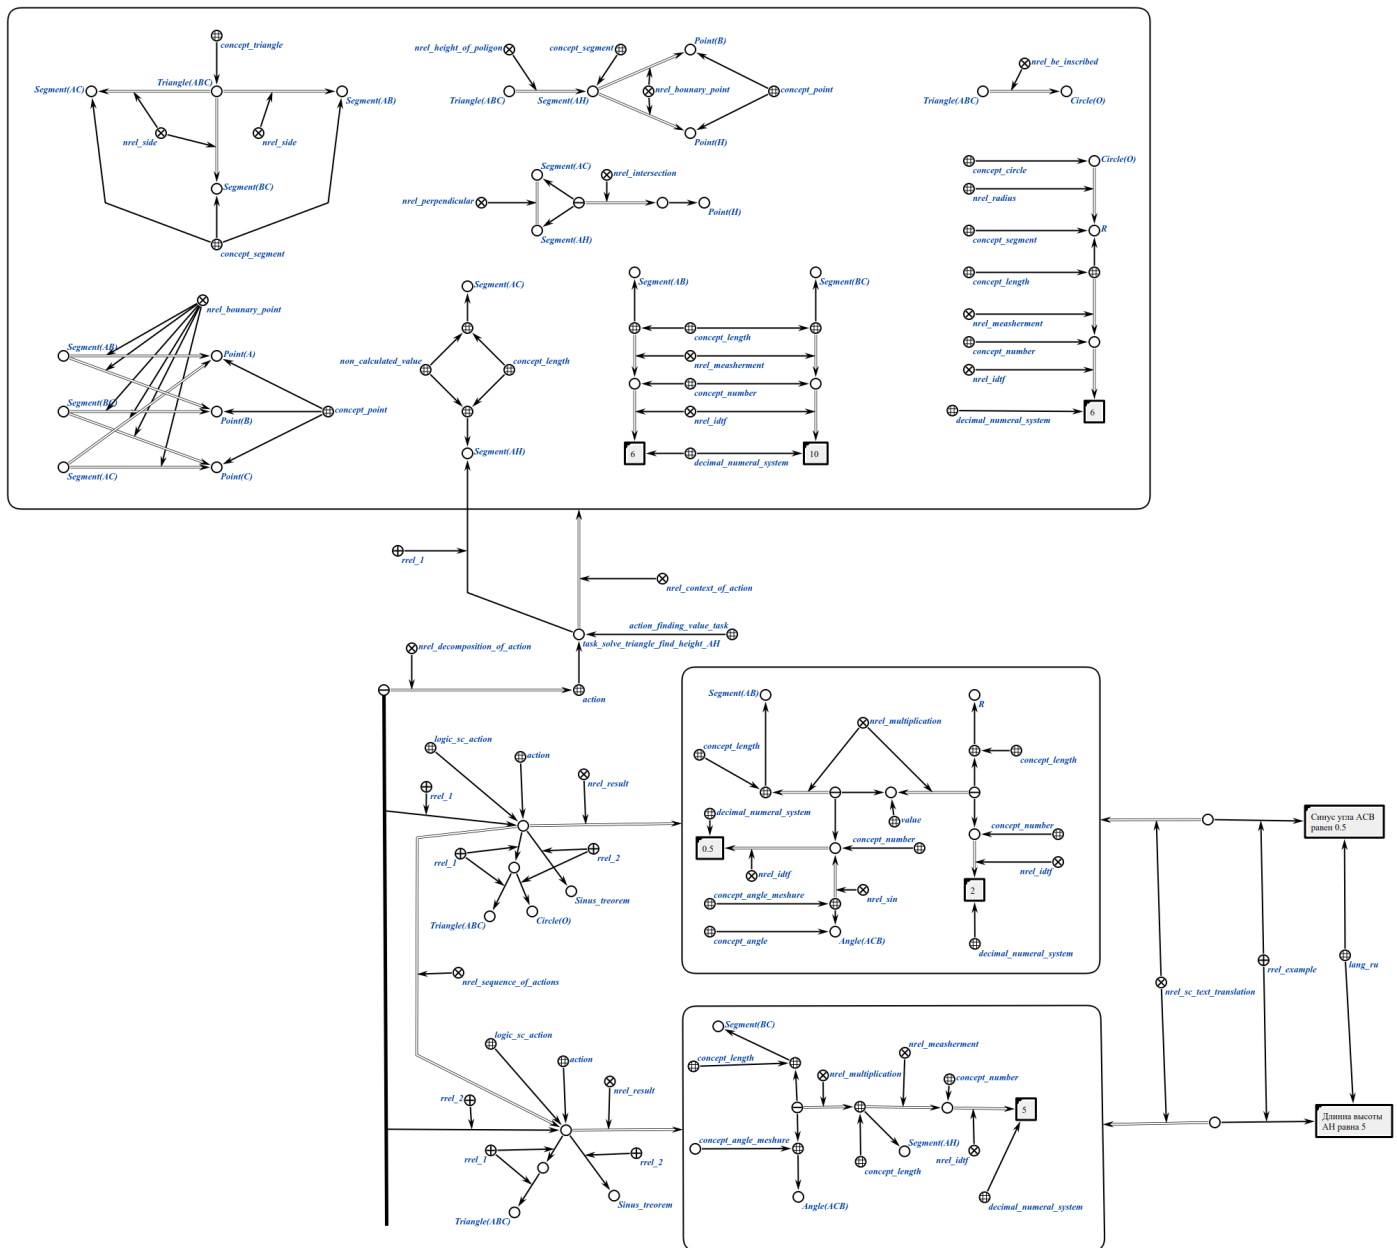 concept_triangle
Triangle(ABC)
Segment(AC)
Segment(AB)
nrel_side
nrel_side
Segment(BC)
concept_segment
nrel_height_of_poligon
concept_segment
Point(B)
Triangle(ABC)
Segment(AH)
nrel_bounary_point
concept_point
Point(H)
nrel_be_inscribed
Triangle(ABC)
Circle(O)
Segment(AC)
nrel_intersection
nrel_perpendicular
Point(H)
Segment(AH)
Circle(O)
concept_circle
nrel_radius
concept_segment
R
concept_length
nrel_measherment
concept_number
nrel_idtf
decimal_numeral_system
6
nrel_bounary_point
Segment(AB)
Point(A)
Segment(BC)
concept_point
Point(B)
Segment(AC)
Point(C)
Segment(AC)
non_calculated_value
concept_length
Segment(AH)
Segment(AB)
Segment(BC)
concept_length
nrel_measherment
concept_number
nrel_idtf
6
decimal_numeral_system
10
rrel_1
nrel_context_of_action
action_finding_value_task
task_solve_triangle_find_height_AH
nrel_decomposition_of_action
action
logic_sc_action
action
nrel_result
rrel_1
rrel_1
rrel_2
Sinus_treorem
Triangle(ABC)
Circle(O)
nrel_sequence_of_actions
Segment(AB)
R
nrel_multiplication
concept_length
concept_length
decimal_numeral_system
value
concept_number
concept_number
0.5
nrel_idtf
nrel_idtf
concept_angle_meshure
nrel_sin
2
concept_angle
Angle(ACB)
decimal_numeral_system
Синус угла ACB
равен 0.5
lang_ru
rrel_example
nrel_sc_text_translation
logic_sc_action
action
nrel_result
rrel_2
rrel_1
rrel_2
Sinus_treorem
Triangle(ABC)
Segment(BC)
nrel_measherment
concept_length
nrel_multiplication
concept_number
5
concept_angle_meshure
Segment(AH)
nrel_idtf
concept_length
Angle(ACB)
decimal_numeral_system
Длинна высоты
AH равна 5